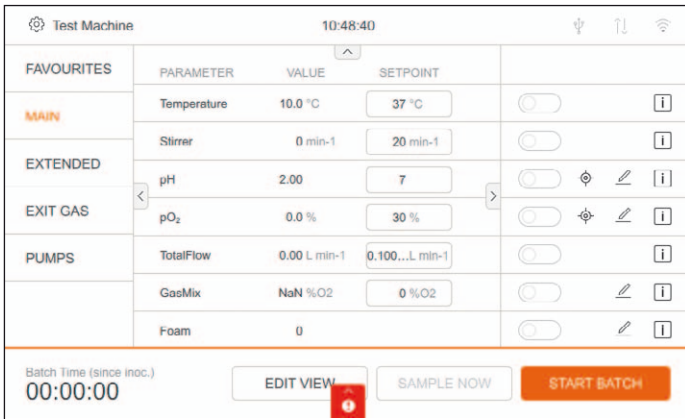 Test Machine 10:48:40
FAVOURITES
MAIN
EXTENDED
EXIT GAS
PUMPS
PARAMETER VALUE SETPOINT
Temperature 10.0 °C 37 °C i
Stirrer 0 min-1 20 min-1 i
pH 2.00 7 i
pO₂ 0.0 % 30 % i
TotalFlow 0.00 L min-1 0.100...L min-1 i
GasMix NaN %O2 0 %O2 i
Foam 0 i
Batch Time (since inoc.)
00:00:00
EDIT VIEW SAMPLE NOW START BATCH